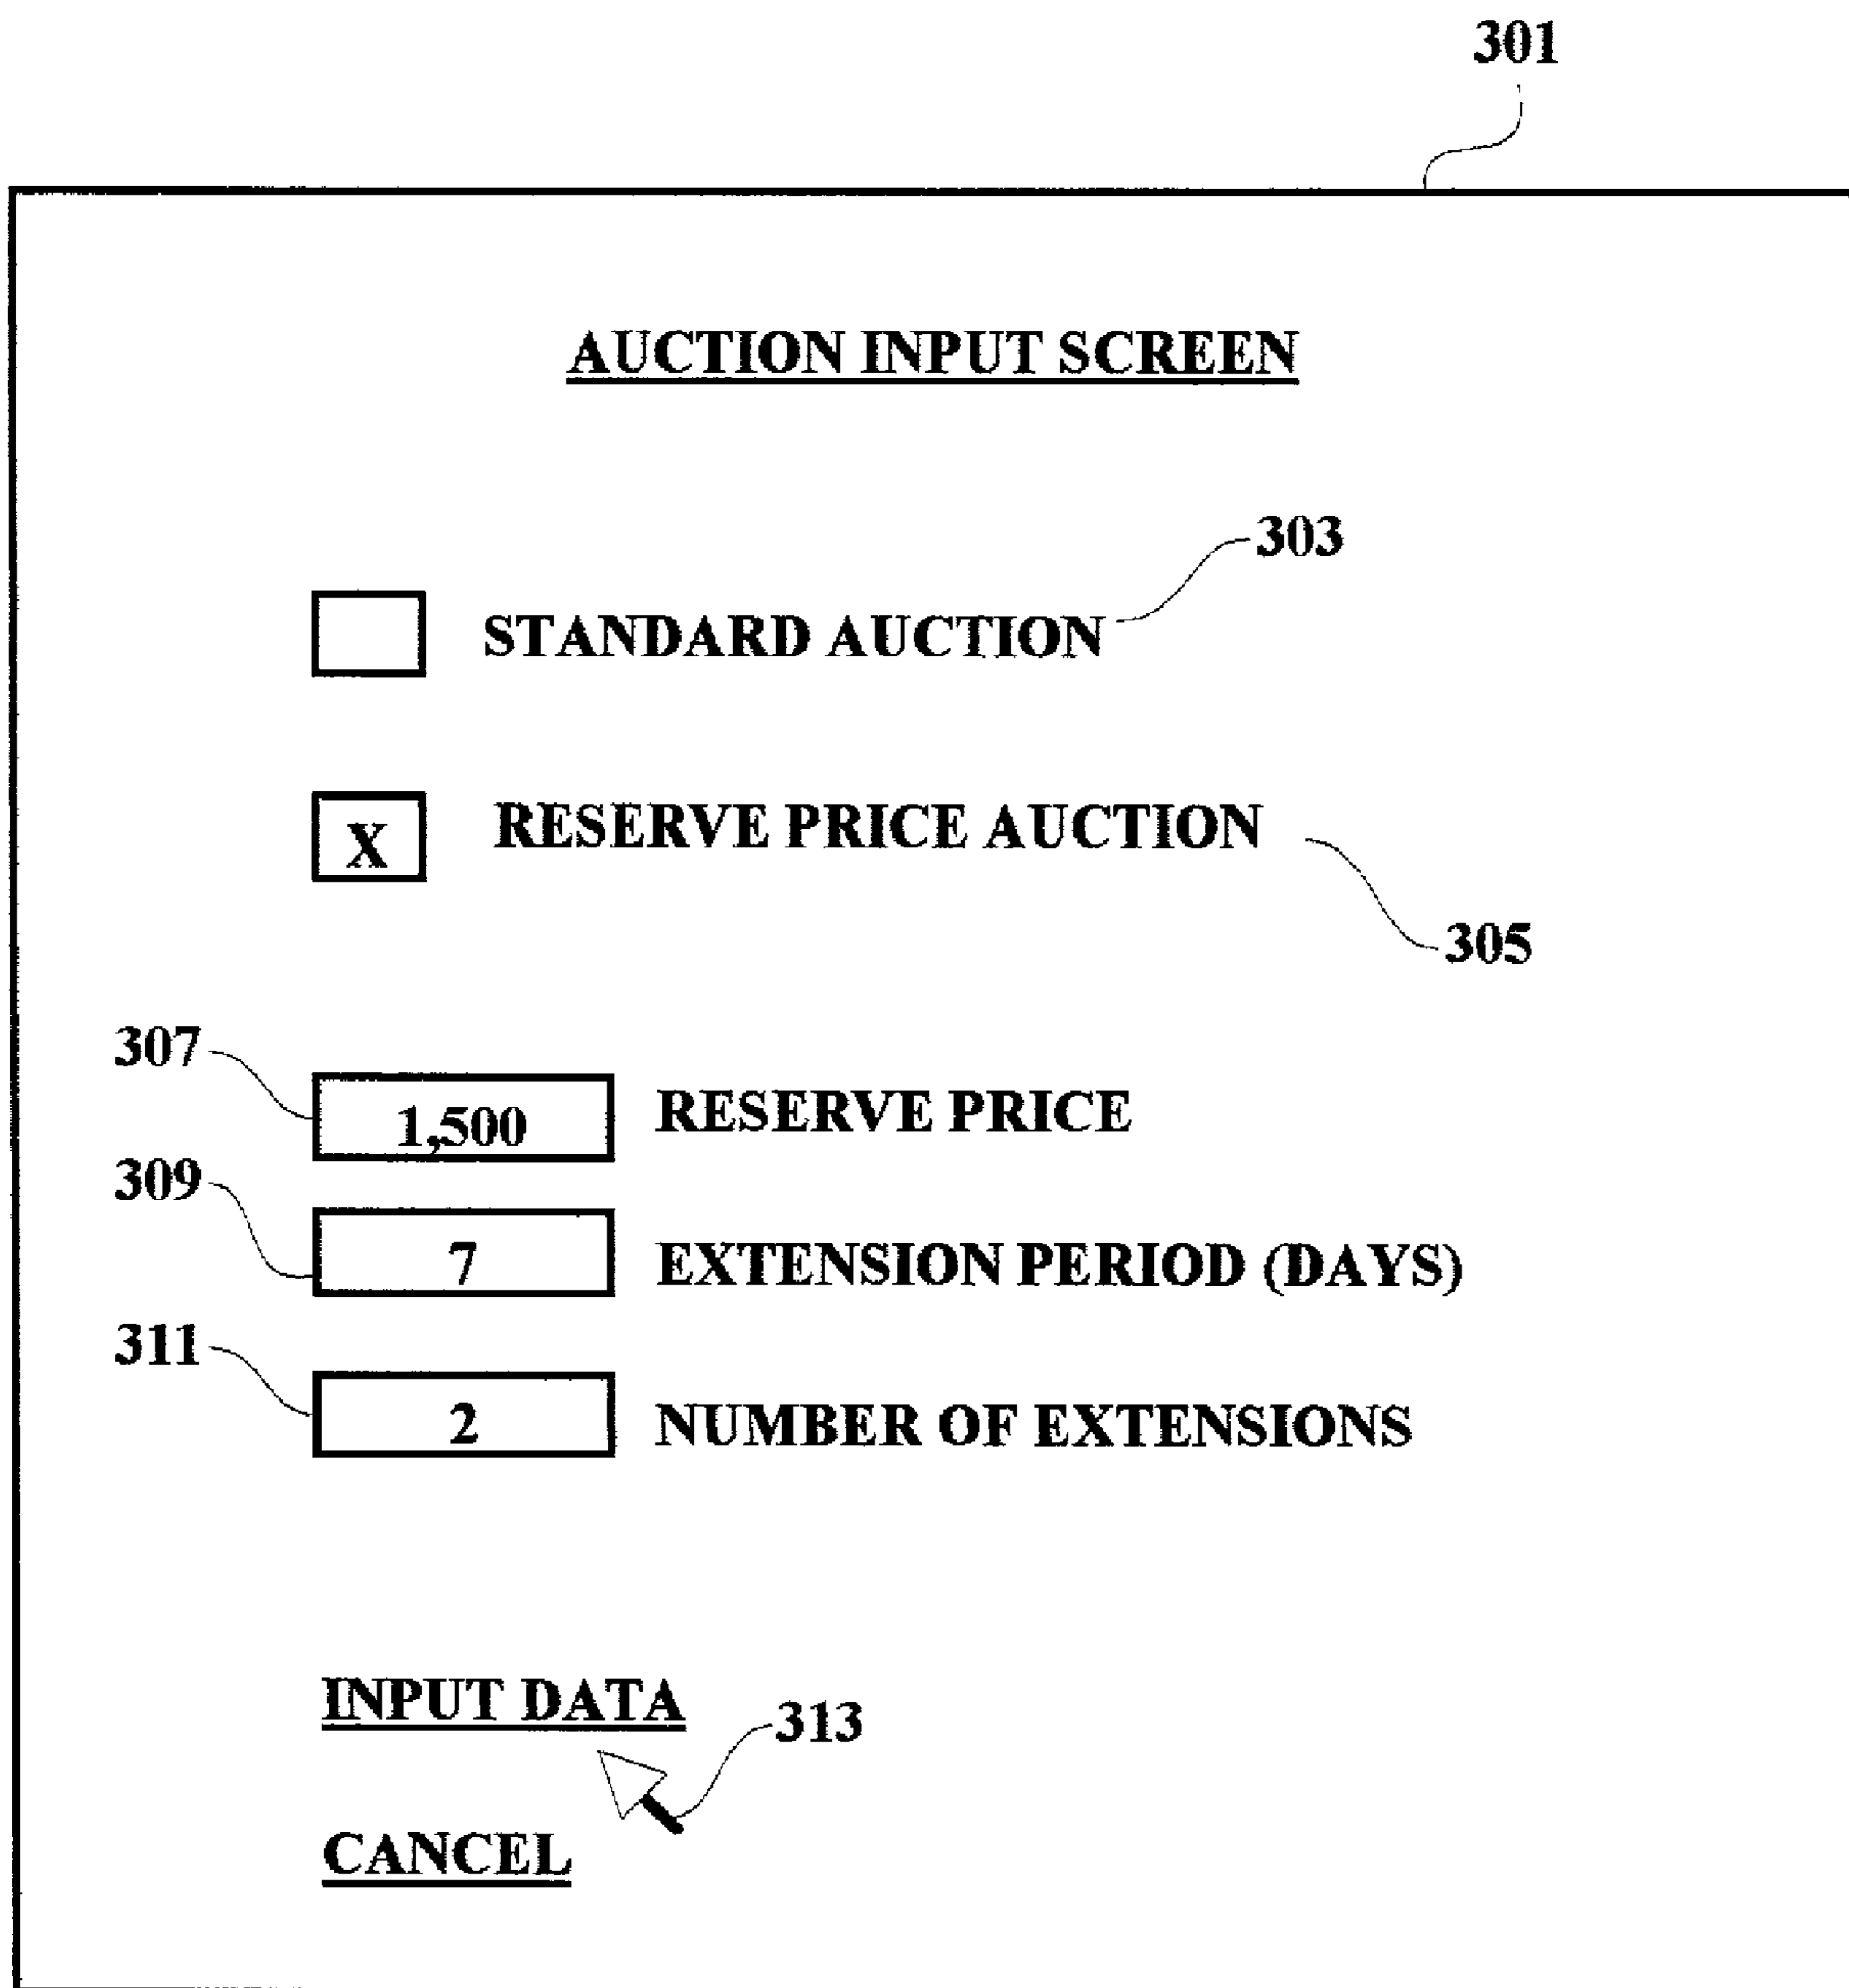 301
AUCTION INPUT SCREEN
303
STANDARD AUCTION
X RESERVE PRICE AUCTION
305
307
1,500 RESERVE PRICE
309
7 EXTENSION PERIOD (DAYS)
311
2 NUMBER OF EXTENSIONS
INPUT DATA
313
CANCEL